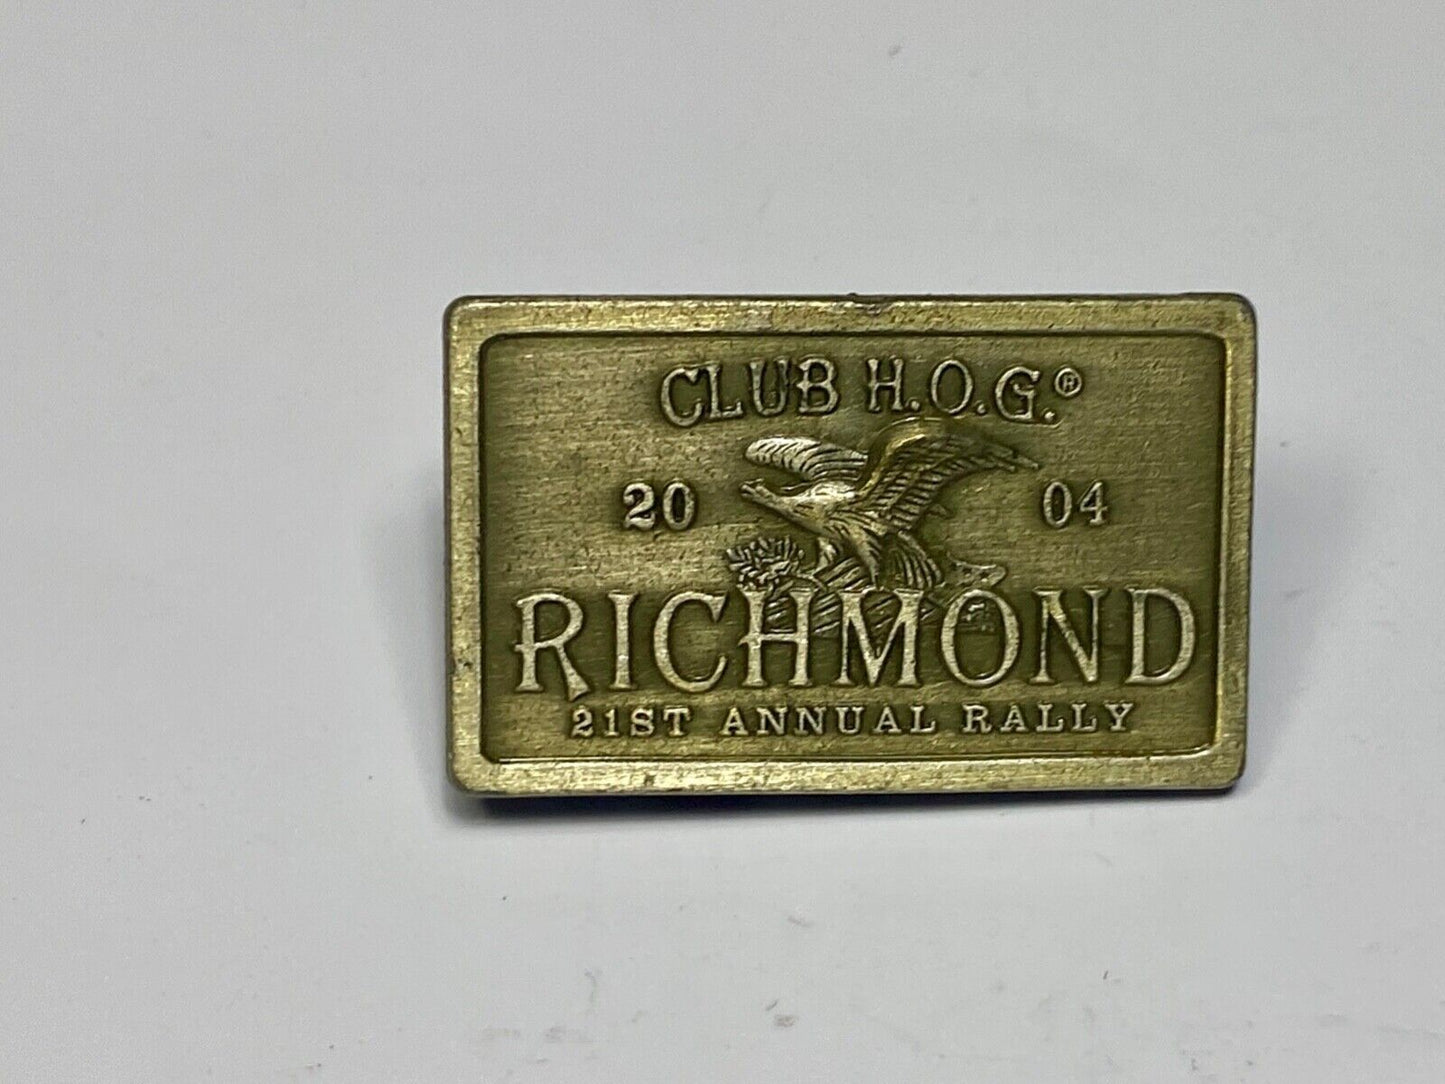 CLUB H.O.G.®
20 04
RICHMOND
21ST ANNUAL RALLY